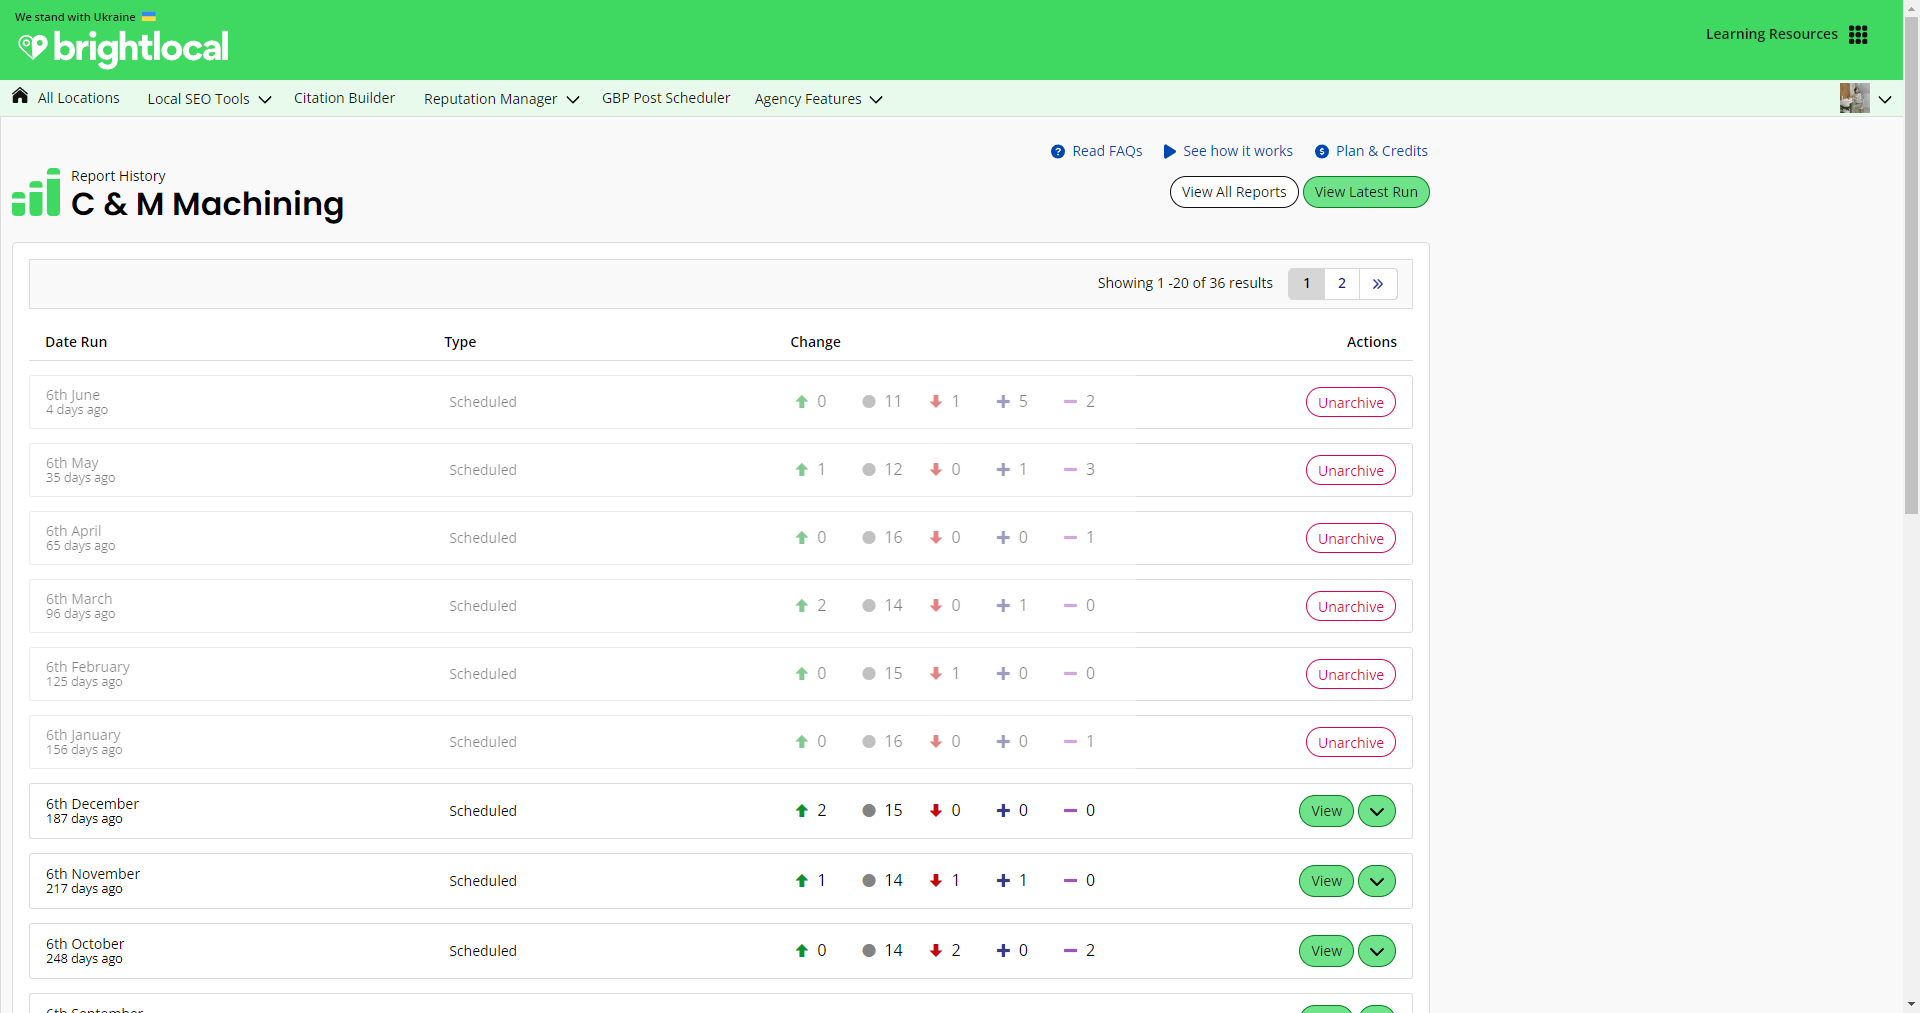 We stand with Ukraine
brightlocal
Learning Resources
All Locations Local SEO Tools Citation Builder Reputation Manager GBP Post Scheduler Agency Features
Read FAQs See how it works Plan & Credits
Report History
C & M Machining
View All Reports View Latest Run
Showing 1 -20 of 36 results 1 2 »
Date Run Type Change Actions
6th June
4 days ago
Scheduled 0 11 1 5 2 Unarchive
6th May
35 days ago
Scheduled 1 12 0 1 3 Unarchive
6th April
65 days ago
Scheduled 0 16 0 0 1 Unarchive
6th March
96 days ago
Scheduled 2 14 0 1 0 Unarchive
6th February
125 days ago
Scheduled 0 15 1 0 0 Unarchive
6th January
156 days ago
Scheduled 0 16 0 0 1 Unarchive
6th December
187 days ago
Scheduled 2 15 0 0 0 View
6th November
217 days ago
Scheduled 1 14 1 1 0 View
6th October
248 days ago
Scheduled 0 14 2 0 2 View
6th September